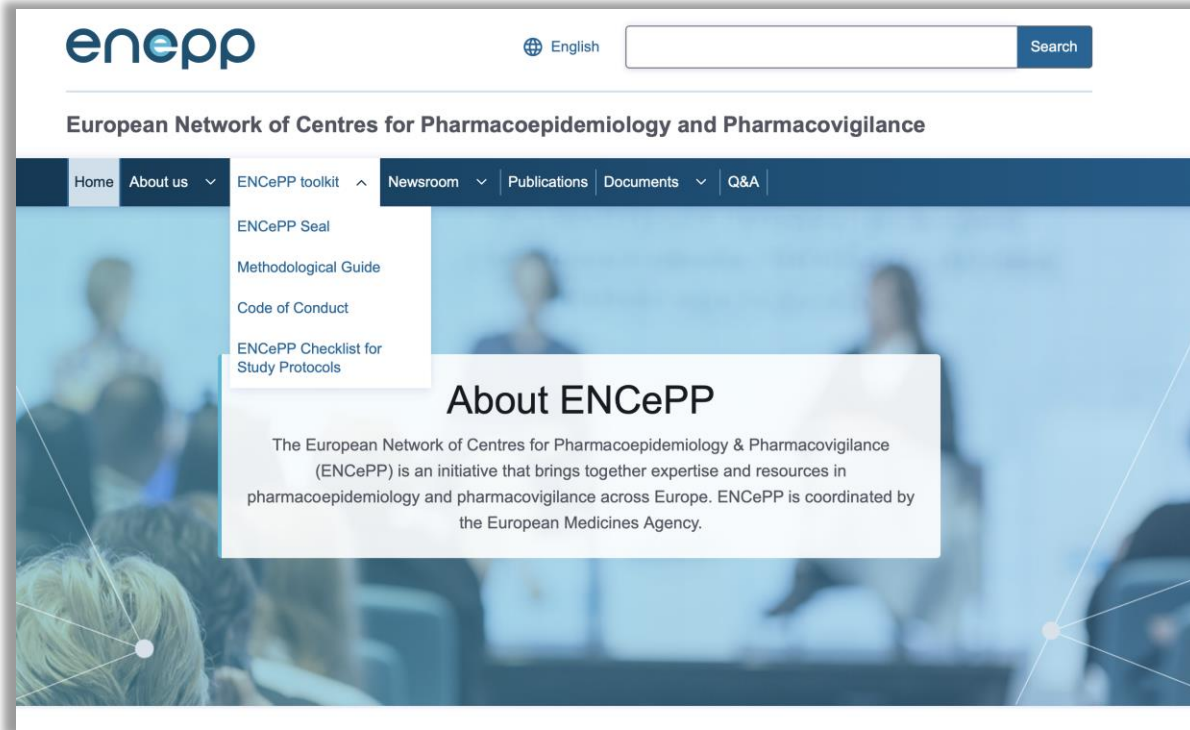 enepp
English
Search
European Network of Centres for Pharmacoepidemiology and Pharmacovigilance
Home About us ENCePP toolkit Newsroom Publications Documents Q&A
ENCePP Seal
Methodological Guide
Code of Conduct
ENCePP Checklist for
Study Protocols
About ENCePP
The European Network of Centres for Pharmacoepidemiology & Pharmacovigilance
(ENCePP) is an initiative that brings together expertise and resources in
pharmacoepidemiology and pharmacovigilance across Europe. ENCePP is coordinated by
the European Medicines Agency.